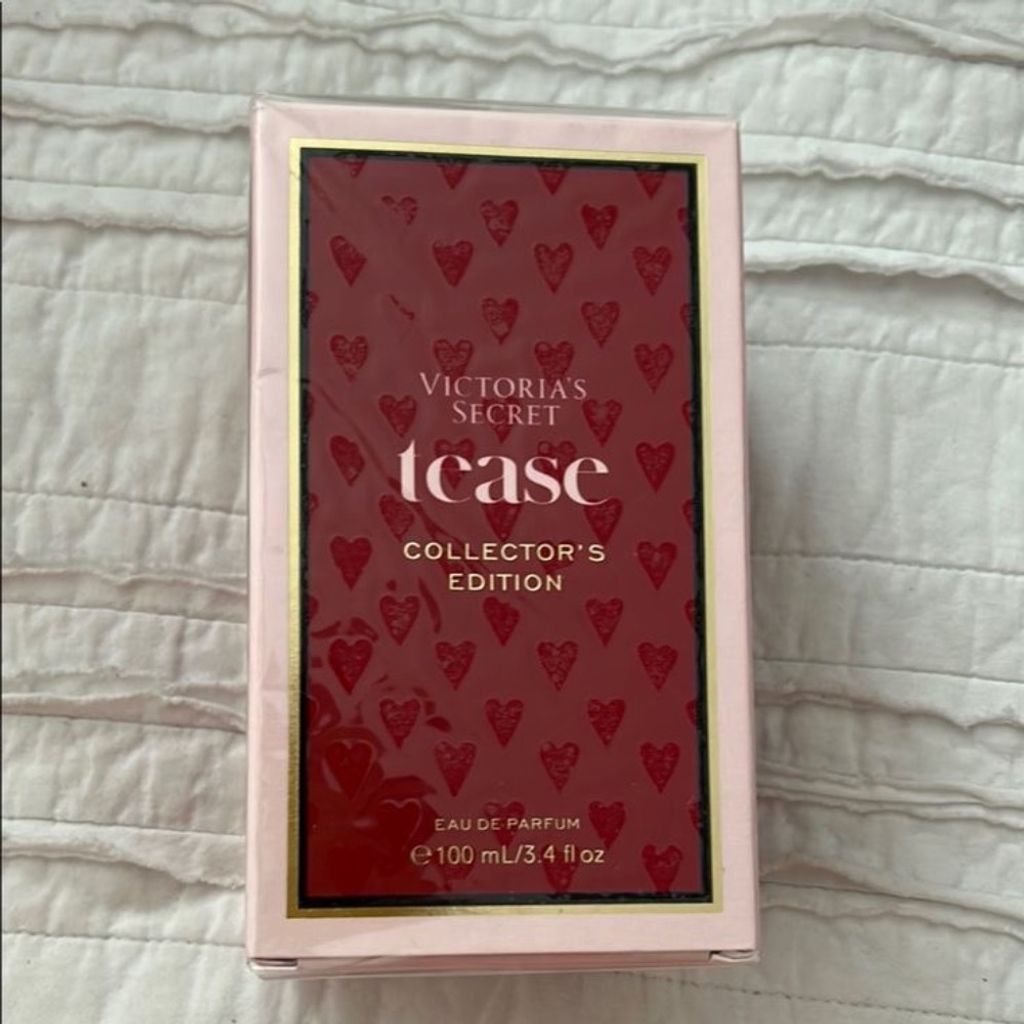 VICTORIA'S
SECRET
tease
COLLECTOR'S
EDITION
EAU DE PARFUM
℮100 mL/3.4 fl oz